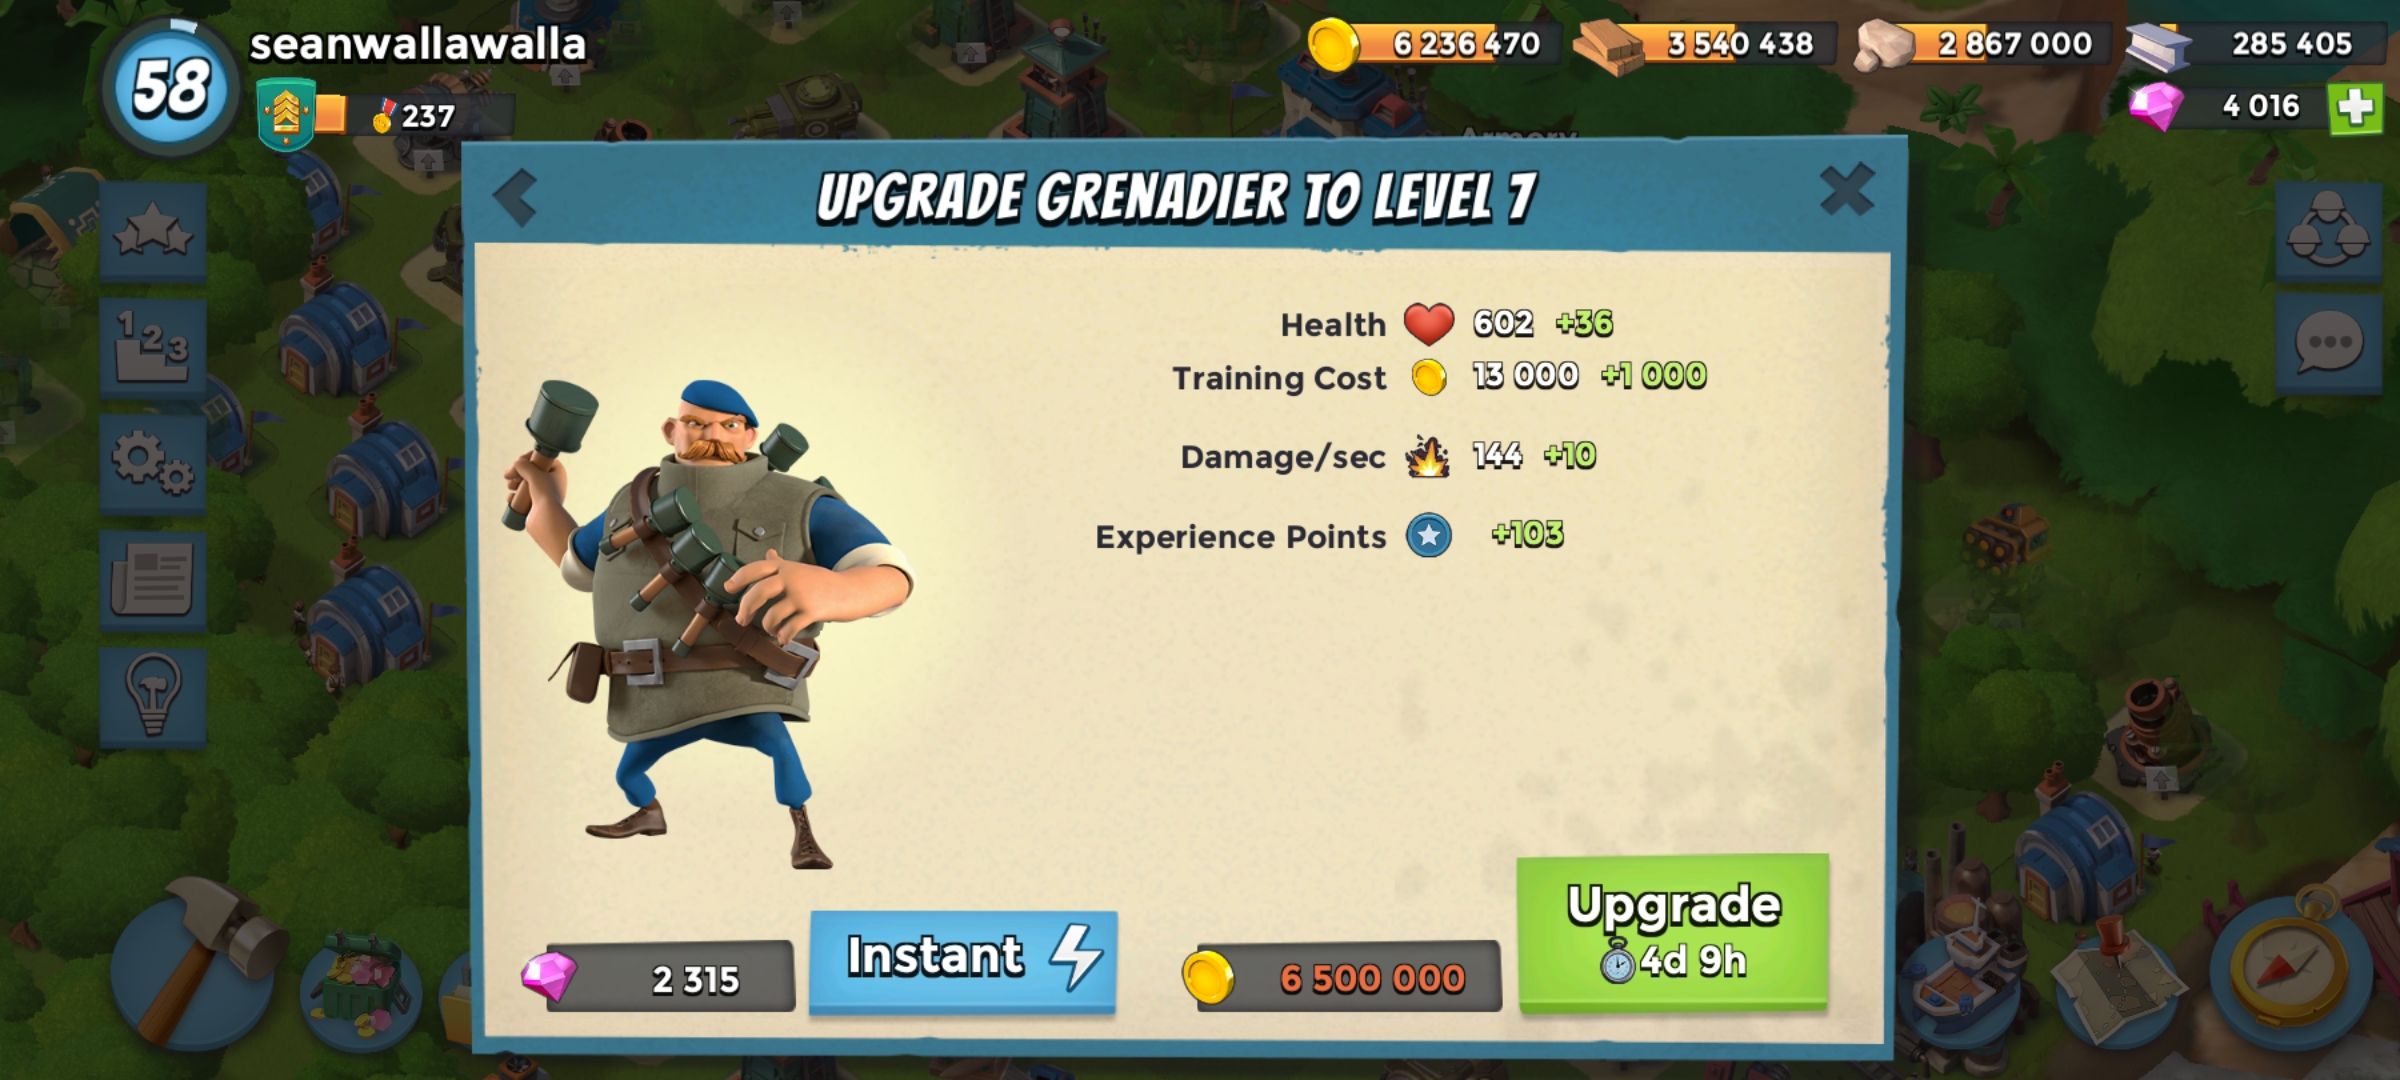 58
seanwallawalla
237
6 236 470
3 540 438
2 867 000
285 405
4 016
Armory
UPGRADE GRENADIER TO LEVEL 7
123
Health 602 +36
Training Cost 13 000 +1 000
Damage/sec 144 +10
Experience Points +103
2 315
Instant
6 500 000
Upgrade
4d 9h